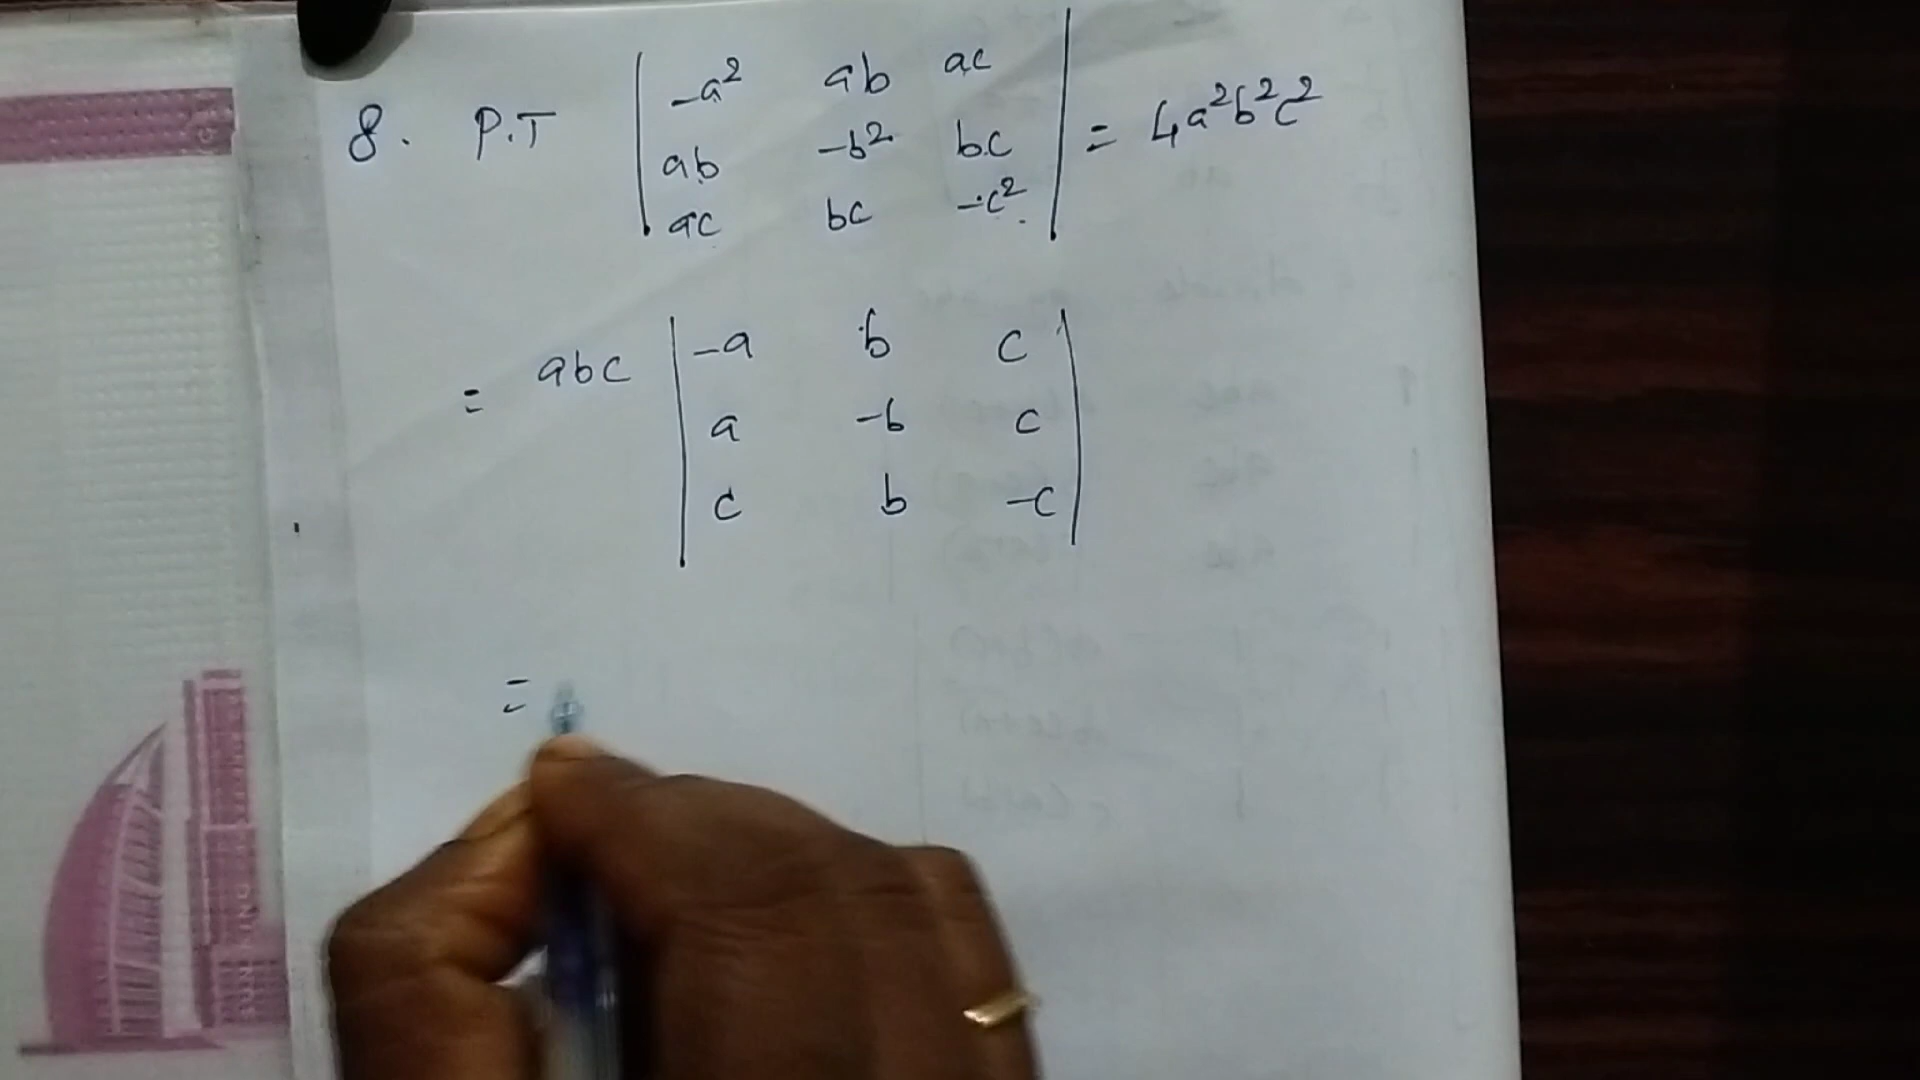 8. P.T | -a² ab ac | = 4a²b²c²
| ab -b² bc |
| ac bc -c² |
= abc | -a b c |
| a -b c |
| c b -c |
=